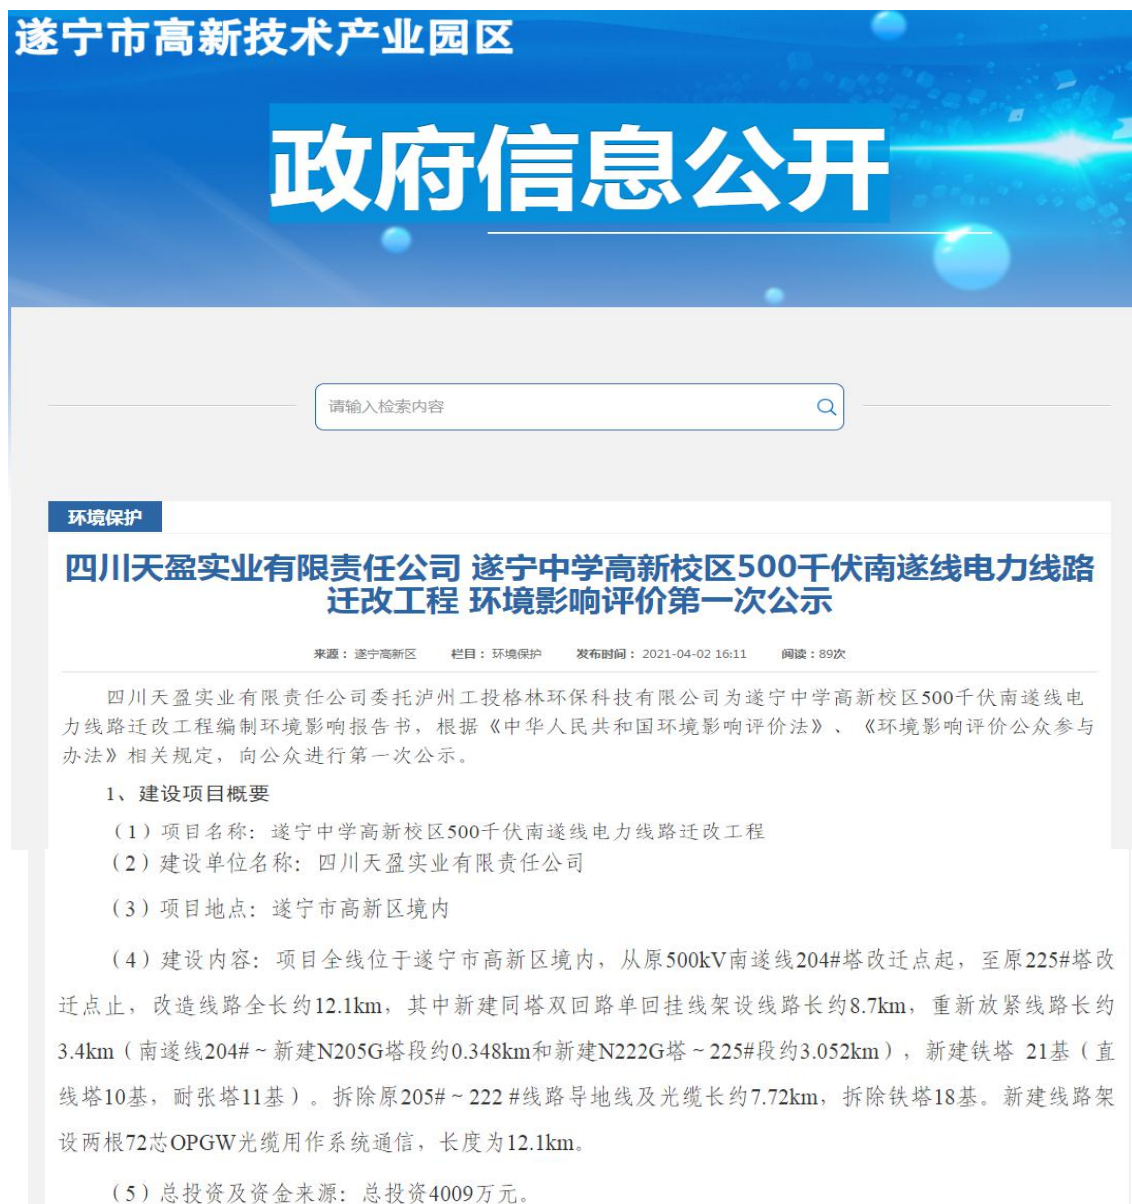 遂宁市高新技术产业园区
政府信息公开
请输入检索内容
环境保护
四川天盈实业有限责任公司 遂宁中学高新校区500千伏南遂线电力线路
迁改工程 环境影响评价第一次公示
来源： 遂宁高新区 栏目： 环境保护 发布时间： 2021-04-02 16:11 阅读：89次
四川天盈实业有限责任公司委托泸州工投格林环保科技有限公司为遂宁中学高新校区500千伏南遂线电
力线路迁改工程编制环境影响报告书，根据《中华人民共和国环境影响评价法》、《环境影响评价公众参与
办法》相关规定，向公众进行第一次公示。
1、建设项目概要
（1）项目名称：遂宁中学高新校区500千伏南遂线电力线路迁改工程
（2）建设单位名称：四川天盈实业有限责任公司
（3）项目地点：遂宁市高新区境内
（4）建设内容：项目全线位于遂宁市高新区境内，从原500kV南遂线204#塔改迁点起，至原225#塔改
迁点止，改造线路全长约12.1km，其中新建同塔双回路单回挂线架设线路长约8.7km，重新放紧线路长约
3.4km（南遂线204#～新建N205G塔段约0.348km和新建N222G塔～225#段约3.052km），新建铁塔 21基（直
线塔10基，耐张塔11基）。拆除原205#～222 #线路导地线及光缆长约7.72km，拆除铁塔18基。新建线路架
设两根72芯OPGW光缆用作系统通信，长度为12.1km。
（5）总投资及资金来源：总投资4009万元。